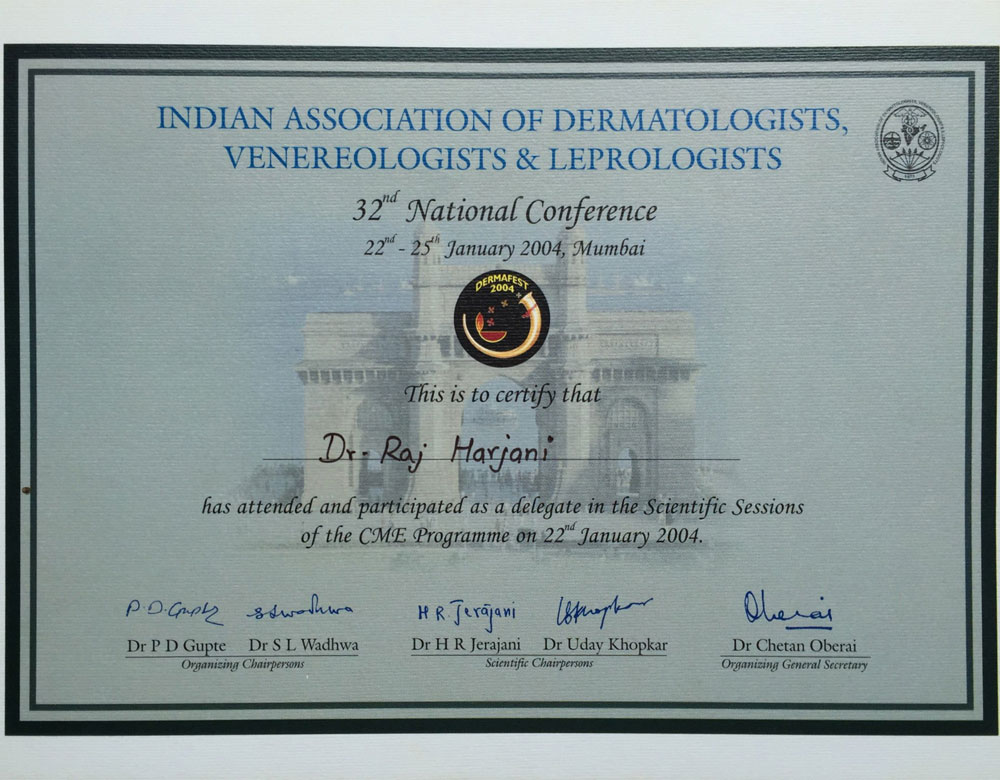 INDIAN ASSOCIATION OF DERMATOLOGISTS,
VENEREOLOGISTS & LEPROLOGISTS
32nd National Conference
22nd - 25th January 2004, Mumbai
DERMAFEST
2004
This is to certify that
Dr. Raj Harjani
has attended and participated as a delegate in the Scientific Sessions
of the CME Programme on 22nd January 2004.
P.D. Gupte S L Wadhwa H R. Jerajani Oberai
Dr P D Gupte Dr S L Wadhwa Dr H R Jerajani Dr Uday Khopkar Dr Chetan Oberai
Organizing Chairpersons Scientific Chairpersons Organizing General Secretary